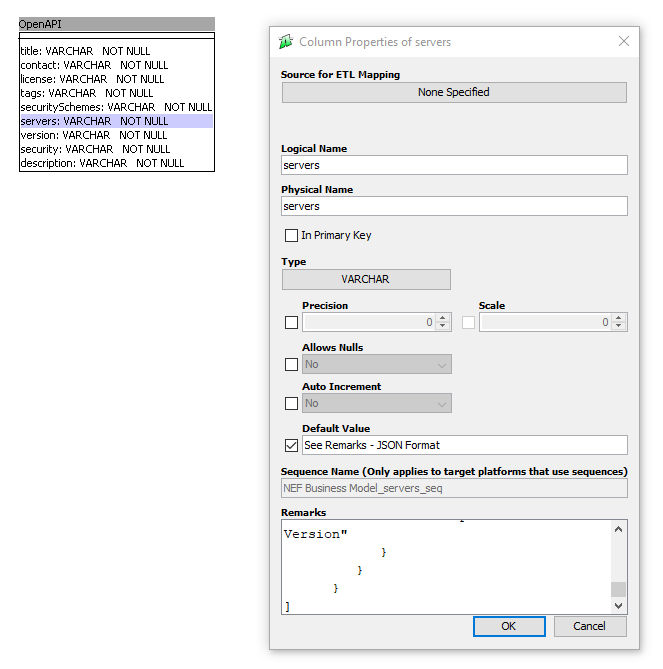 OpenAPI
title: VARCHAR NOT NULL
contact: VARCHAR NOT NULL
license: VARCHAR NOT NULL
tags: VARCHAR NOT NULL
securitySchemes: VARCHAR NOT NULL
servers: VARCHAR NOT NULL
version: VARCHAR NOT NULL
security: VARCHAR NOT NULL
description: VARCHAR NOT NULL
Column Properties of servers
Source for ETL Mapping
None Specified
Logical Name
servers
Physical Name
servers
In Primary Key
Type
VARCHAR
Precision Scale
0 0
Allows Nulls
No
Auto Increment
No
Default Value
See Remarks - JSON Format
Sequence Name (Only applies to target platforms that use sequences)
NEF Business Model_servers_seq
Remarks
Version"
}
}
}
]
OK Cancel